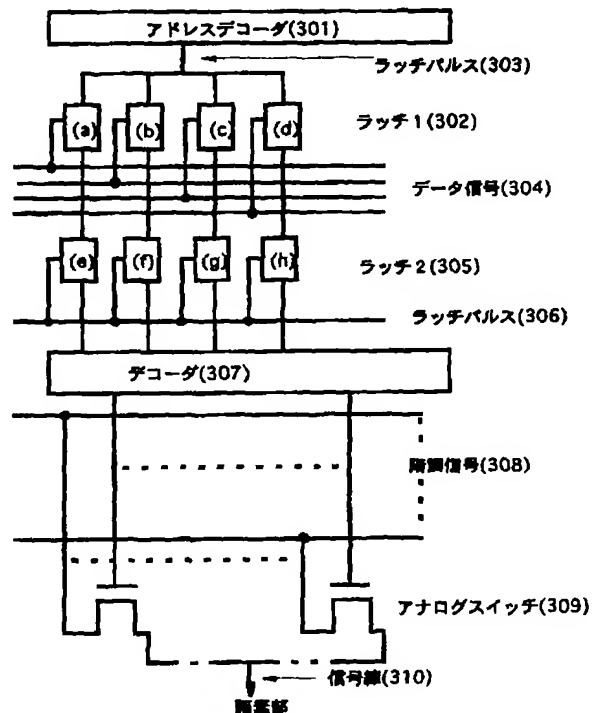 アドレスデコーダ(301)
ラッチパルス(303)
(a) (b) (c) (d)
ラッチ1(302)
データ信号(304)
(e) (f) (g) (h)
ラッチ2(305)
ラッチパルス(306)
デコーダ(307)
階調信号(308)
アナログスイッチ(309)
信号線(310)
画素部